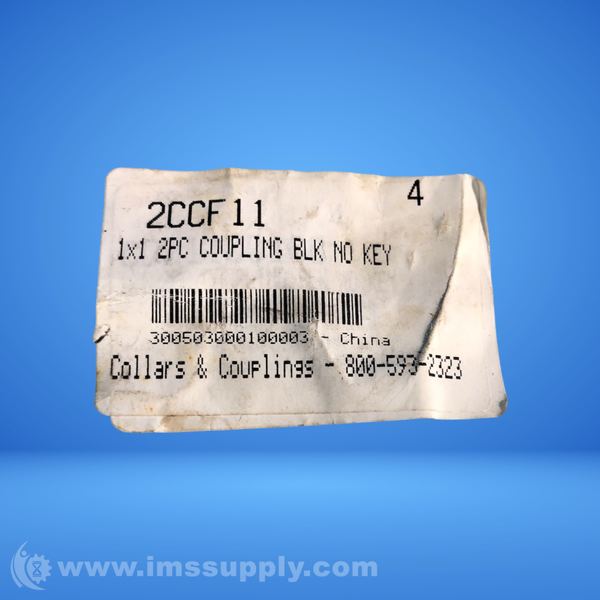 4
2CCF11
1x1 2PC COUPLING BLK NO KEY
300503000100003 - China
Collars & Couplings - 800-593-2323
www.imssupply.com